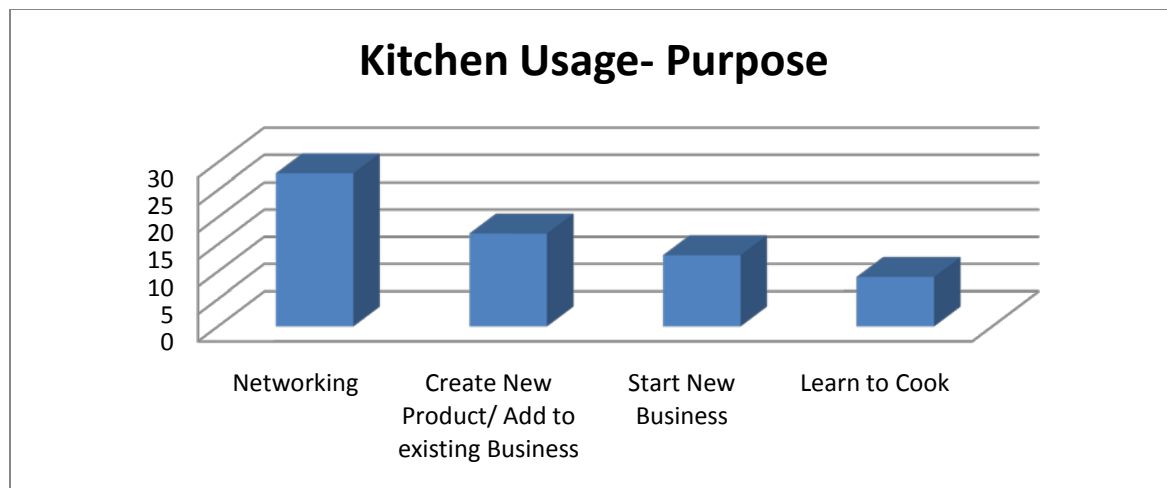 Kitchen Usage- Purpose
30
25
20
15
10
5
0
Networking
Create New
Product/ Add to
existing Business
Start New
Business
Learn to Cook